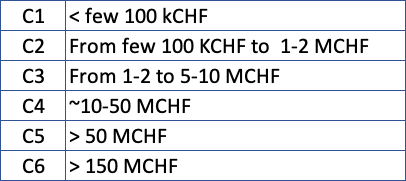 C1 < few 100 kCHF
C2 From few 100 KCHF to 1-2 MCHF
C3 From 1-2 to 5-10 MCHF
C4 ~10-50 MCHF
C5 > 50 MCHF
C6 > 150 MCHF